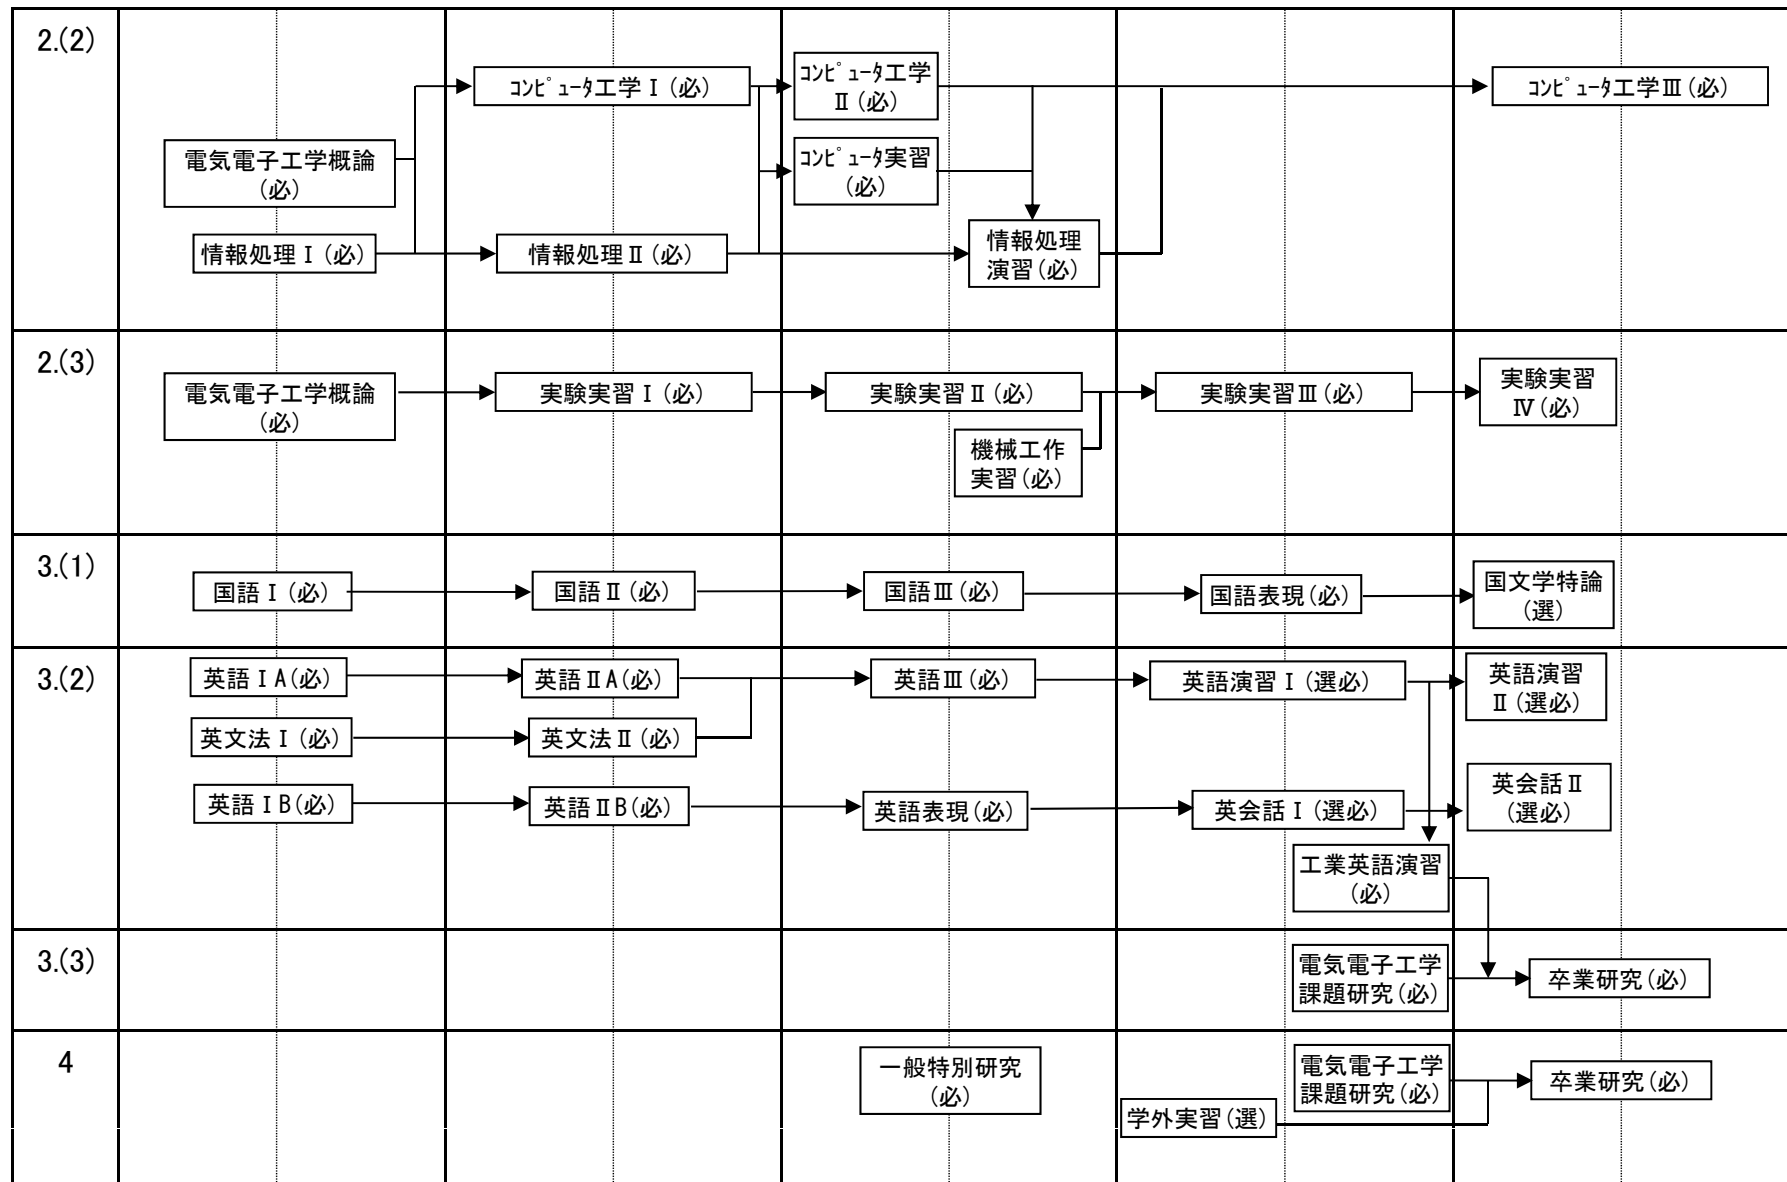 2.(2)
電気電子工学概論
(必)
情報処理Ⅰ(必)
ｺﾝﾋﾟｭｰﾀ工学Ⅰ(必)
情報処理Ⅱ(必)
ｺﾝﾋﾟｭｰﾀ工学
Ⅱ(必)
ｺﾝﾋﾟｭｰﾀ実習
(必)
情報処理
演習(必)
ｺﾝﾋﾟｭｰﾀ工学Ⅲ(必)
2.(3)
電気電子工学概論
(必)
実験実習Ⅰ(必)
実験実習Ⅱ(必)
機械工作
実習(必)
実験実習Ⅲ(必)
実験実習
Ⅳ(必)
3.(1)
国語Ⅰ(必)
国語Ⅱ(必)
国語Ⅲ(必)
国語表現(必)
国文学特論
(選)
3.(2)
英語ⅠA(必)
英語ⅡA(必)
英語Ⅲ(必)
英語演習Ⅰ(選必)
英語演習
Ⅱ(選必)
英文法Ⅰ(必)
英文法Ⅱ(必)
英語ⅠB(必)
英語ⅡB(必)
英語表現(必)
英会話Ⅰ(選必)
英会話Ⅱ
(選必)
工業英語演習
(必)
3.(3)
電気電子工学
課題研究(必)
卒業研究(必)
4
一般特別研究
(必)
電気電子工学
課題研究(必)
学外実習(選)
卒業研究(必)